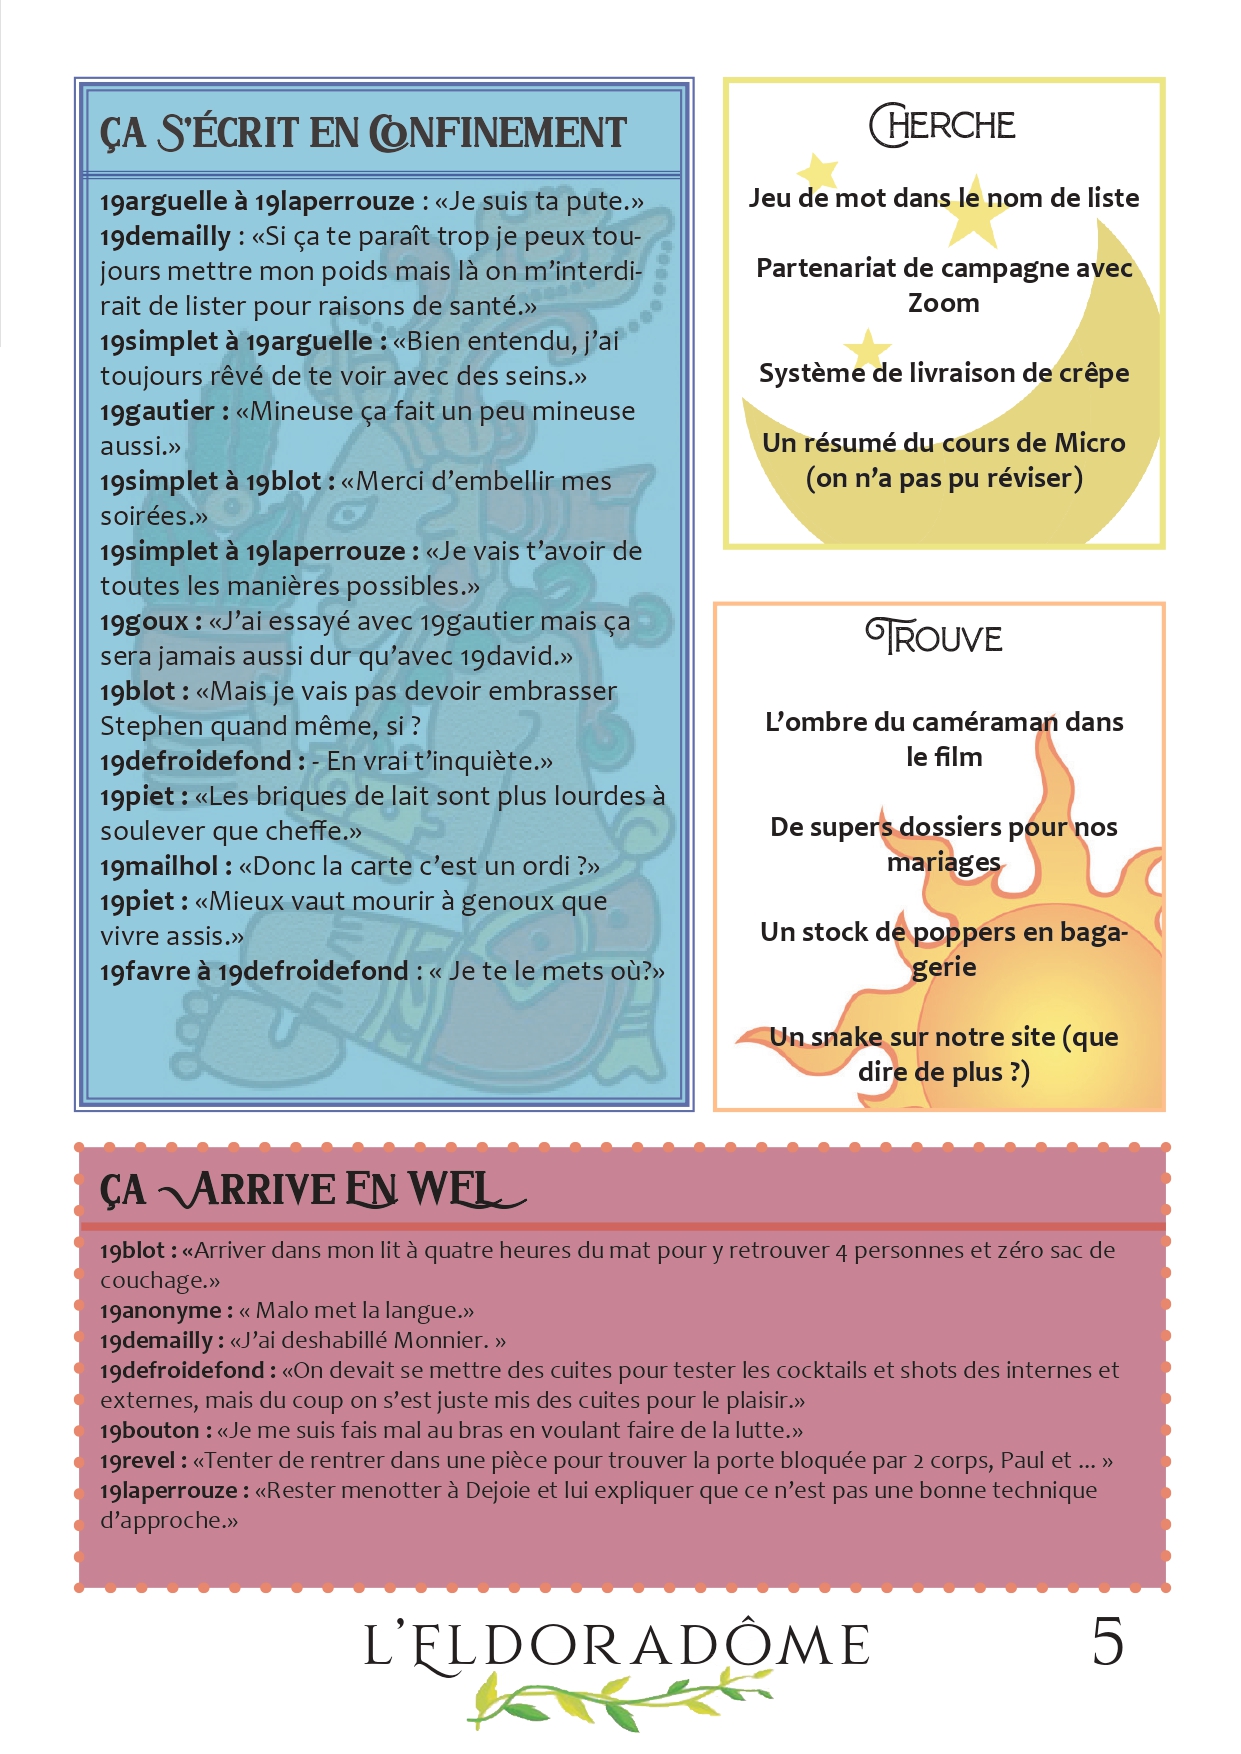 ÇA S'ÉCRIT EN CONFINEMENT
19arguelle à 19laperrouze : «Je suis ta pute.»
19demailly : «Si ça te paraît trop je peux tou-
jours mettre mon poids mais là on m'interdi-
rait de lister pour raisons de santé.»
19simplet à 19arguelle : «Bien entendu, j'ai
toujours rêvé de te voir avec des seins.»
19gautier : «Mineuse ça fait un peu mineuse
aussi.»
19simplet à 19blot : «Merci d'embellir mes
soirées.»
19simplet à 19laperrouze : «Je vais t'avoir de
toutes les manières possibles.»
19goux : «J'ai essayé avec 19gautier mais ça
sera jamais aussi dur qu'avec 19david.»
19blot : «Mais je vais pas devoir embrasser
Stephen quand même, si ?
19defroidefond : - En vrai t'inquiète.»
19piet : «Les briques de lait sont plus lourdes à
soulever que cheffe.»
19mailhol : «Donc la carte c'est un ordi ?»
19piet : «Mieux vaut mourir à genoux que
vivre assis.»
19favre à 19defroidefond : « Je te le mets où?»
CHERCHE
Jeu de mot dans le nom de liste
Partenariat de campagne avec
Zoom
Système de livraison de crêpe
Un résumé du cours de Micro
(on n'a pas pu réviser)
TROUVE
L'ombre du caméraman dans
le film
De supers dossiers pour nos
mariages
Un stock de poppers en baga-
gerie
Un snake sur notre site (que
dire de plus ?)
ÇA ARRIVE EN WEL
19blot : «Arriver dans mon lit à quatre heures du mat pour y retrouver 4 personnes et zéro sac de
couchage.»
19anonyme : « Malo met la langue.»
19demailly : «J'ai deshabillé Monnier. »
19defroidefond : «On devait se mettre des cuites pour tester les cocktails et shots des internes et
externes, mais du coup on s'est juste mis des cuites pour le plaisir.»
19bouton : «Je me suis fais mal au bras en voulant faire de la lutte.»
19revel : «Tenter de rentrer dans une pièce pour trouver la porte bloquée par 2 corps, Paul et ... »
19laperrouze : «Rester menotter à Dejoie et lui expliquer que ce n'est pas une bonne technique
d'approche.»
L'ELDORADÔME
5